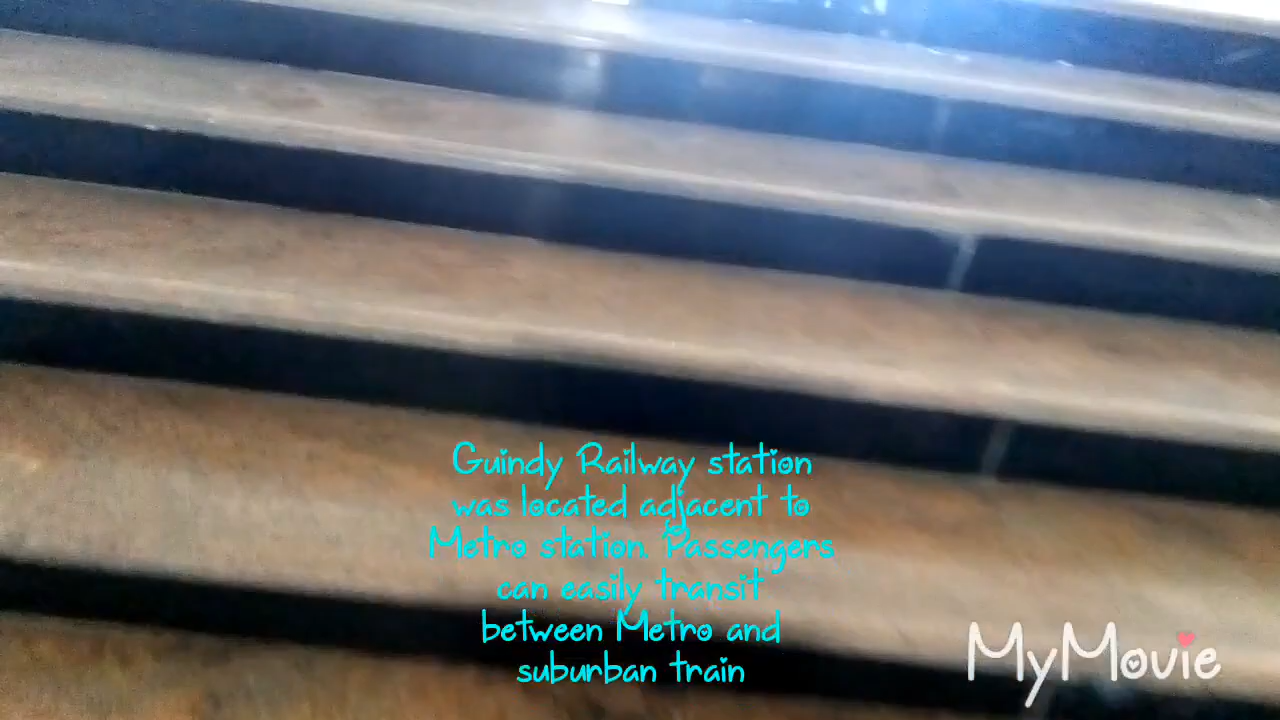 Guindy Railway station
was located adjacent to
Metro station. Passengers
can easily transit
between Metro and
suburban train
MyMovie